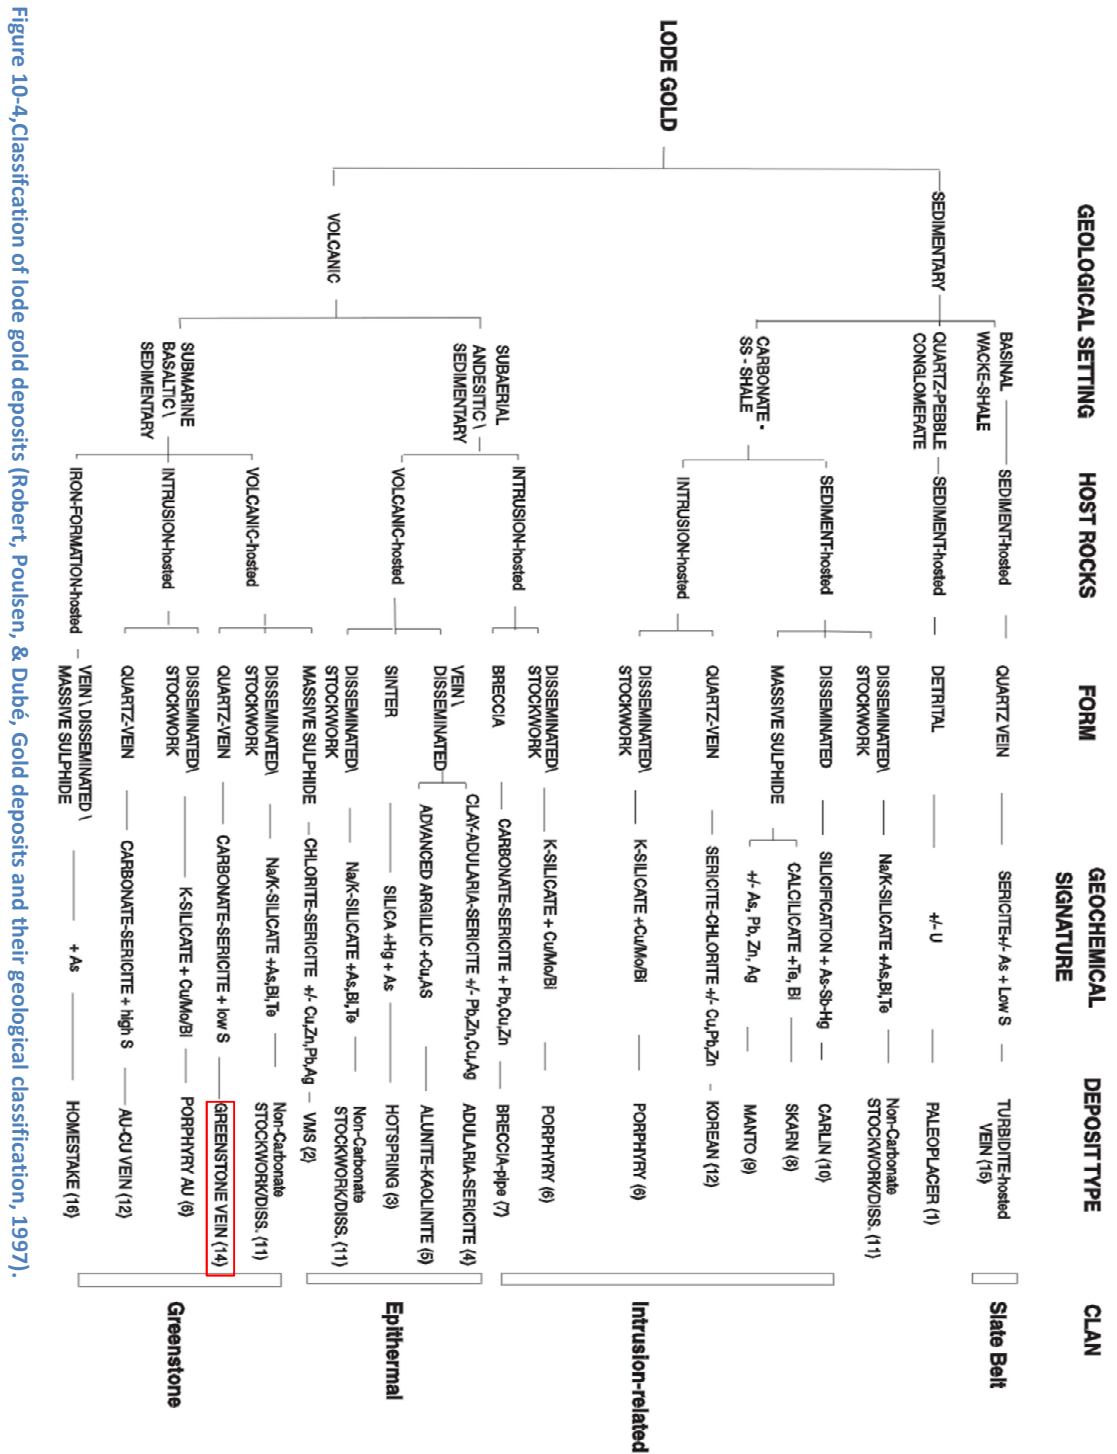 GEOLOGICAL SETTING
HOST ROCKS
FORM
GEOCHEMICAL
SIGNATURE
DEPOSIT TYPE
CLAN
LODE GOLD
SEDIMENTARY
VOLCANIC
BASINAL
WACKE-SHALE
SEDIMENT-hosted
QUARTZ VEIN
SERICITE+/- As + Low S
TURBIDITE-hosted
VEIN (15)
Slate Belt
QUARTZ-PEBBLE
CONGLOMERATE
SEDIMENT-hosted
DETRITAL
+/- U
PALEOPLACER (1)
CARBONATE -
SS - SHALE
SEDIMENT-hosted
DISSEMINATED\
STOCKWORK
Na/K-SILICATE +As,Bi,Te
Non-Carbonate
STOCKWORK/DISS. (11)
DISSEMINATED
SILICIFICATION + As-Sb-Hg
CARLIN (10)
MASSIVE SULPHIDE
CALCILICATE +Te, Bi
SKARN (8)
+/- As, Pb, Zn, Ag
MANTO (9)
INTRUSION-hosted
QUARTZ-VEIN
SERICITE-CHLORITE +/- Cu,Pb,Zn
KOREAN (12)
DISSEMINATED\
STOCKWORK
K-SILICATE +Cu/Mo/Bi
PORPHYRY (6)
Intrusion-related
SUBAERIAL
ANDESITIC \
SEDIMENTARY
INTRUSION-hosted
DISSEMINATED\
STOCKWORK
K-SILICATE + Cu/Mo/Bi
PORPHYRY (6)
BRECCIA
CARBONATE-SERICITE + Pb,Cu,Zn
BRECCIA-pipe (7)
VOLCANIC-hosted
VEIN \
DISSEMINATED
CLAY-ADULARIA-SERICITE +/- Pb,Zn,Cu,Ag
ADULARIA-SERICITE (4)
ADVANCED ARGILLIC +Cu,AS
ALUNITE-KAOLINITE (5)
SINTER
SILICA +Hg + As
HOTSPRING (3)
DISSEMINATED\
STOCKWORK
Na/K-SILICATE +As,Bi,Te
Non-Carbonate
STOCKWORK/DISS. (11)
Epithermal
SUBMARINE
BASALTIC \
SEDIMENTARY
VOLCANIC-hosted
MASSIVE SULPHIDE
CHLORITE-SERICITE +/- Cu,Zn,Pb,Ag
VMS (2)
DISSEMINATED\
STOCKWORK
Na/K-SILICATE +As,Bi,Te
Non-Carbonate
STOCKWORK/DISS. (11)
QUARTZ-VEIN
CARBONATE-SERICITE + low S
GREENSTONE VEIN (14)
INTRUSION-hosted
DISSEMINATED\
STOCKWORK
K-SILICATE + Cu/Mo/Bi
PORPHYRY AU (6)
QUARTZ-VEIN
CARBONATE-SERICITE + high S
AU-CU VEIN (12)
IRON-FORMATION-hosted
VEIN \ DISSEMINATED \
MASSIVE SULPHIDE
+ As
HOMESTAKE (16)
Greenstone
Figure 10-4,Classifcation of lode gold deposits (Robert, Poulsen, & Dubé, Gold deposits and their geological classification, 1997).